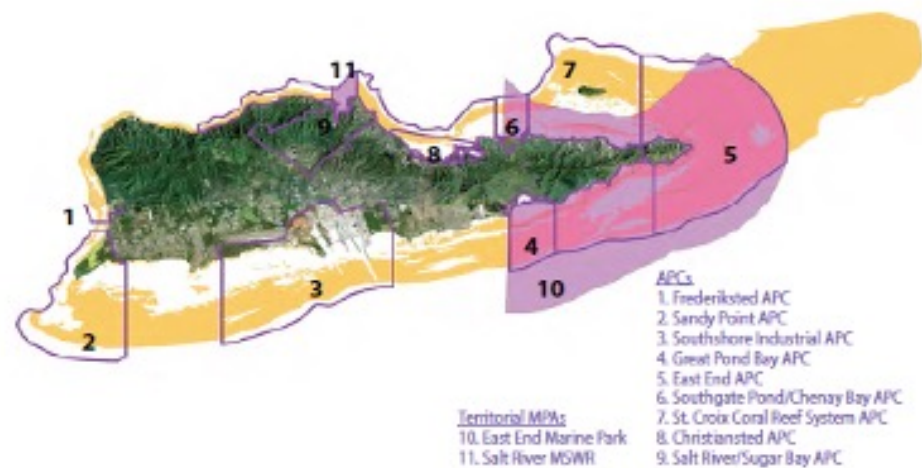 11
7
9
6
8
5
1
4
3
10
2
APCs
1. Frederiksted APC
2. Sandy Point APC
3. Southshore Industrial APC
4. Great Pond Bay APC
5. East End APC
6. Southgate Pond/Chenay Bay APC
7. St. Croix Coral Reef System APC
8. Christiansted APC
9. Salt River/Sugar Bay APC
Territorial MPAs
10. East End Marine Park
11. Salt River MSWR